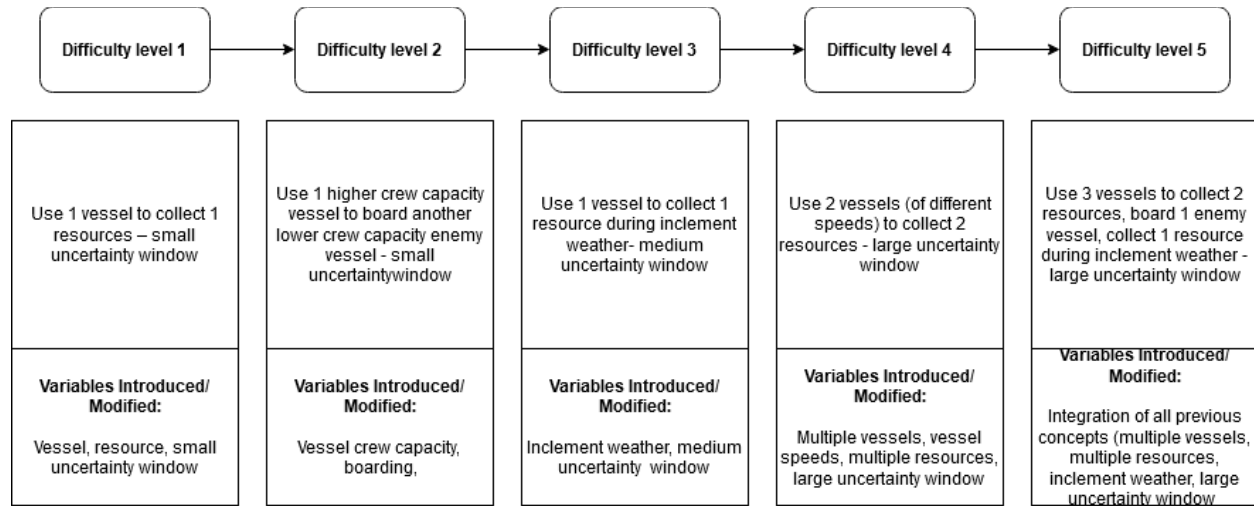 Difficulty level 1
Difficulty level 2
Difficulty level 3
Difficulty level 4
Difficulty level 5
Use 1 vessel to collect 1
resources – small
uncertainty window
Use 1 higher crew capacity
vessel to board another
lower crew capacity enemy
vessel - small
uncertaintywindow
Use 1 vessel to collect 1
resource during inclement
weather- medium
uncertainty window
Use 2 vessels (of different
speeds) to collect 2
resources - large uncertainty
window
Use 3 vessels to collect 2
resources, board 1 enemy
vessel, collect 1 resource
during inclement weather -
large uncertainty window
Variables Introduced/
Modified:
Vessel, resource, small
uncertainty window
Variables Introduced/
Modified:
Vessel crew capacity,
boarding,
Variables Introduced/
Modified:
Inclement weather, medium
uncertainty window
Variables Introduced/
Modified:
Multiple vessels, vessel
speeds, multiple resources,
large uncertainty window
Variables Introduced/
Modified:
Integration of all previous
concepts (multiple vessels,
multiple resources,
inclement weather, large
uncertainty window